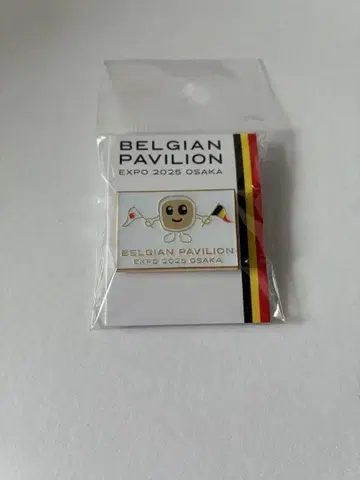 BELGIAN
PAVILION
EXPO 2025 OSAKA
BELGIAN PAVILION
EXPO 2025 OSAKA